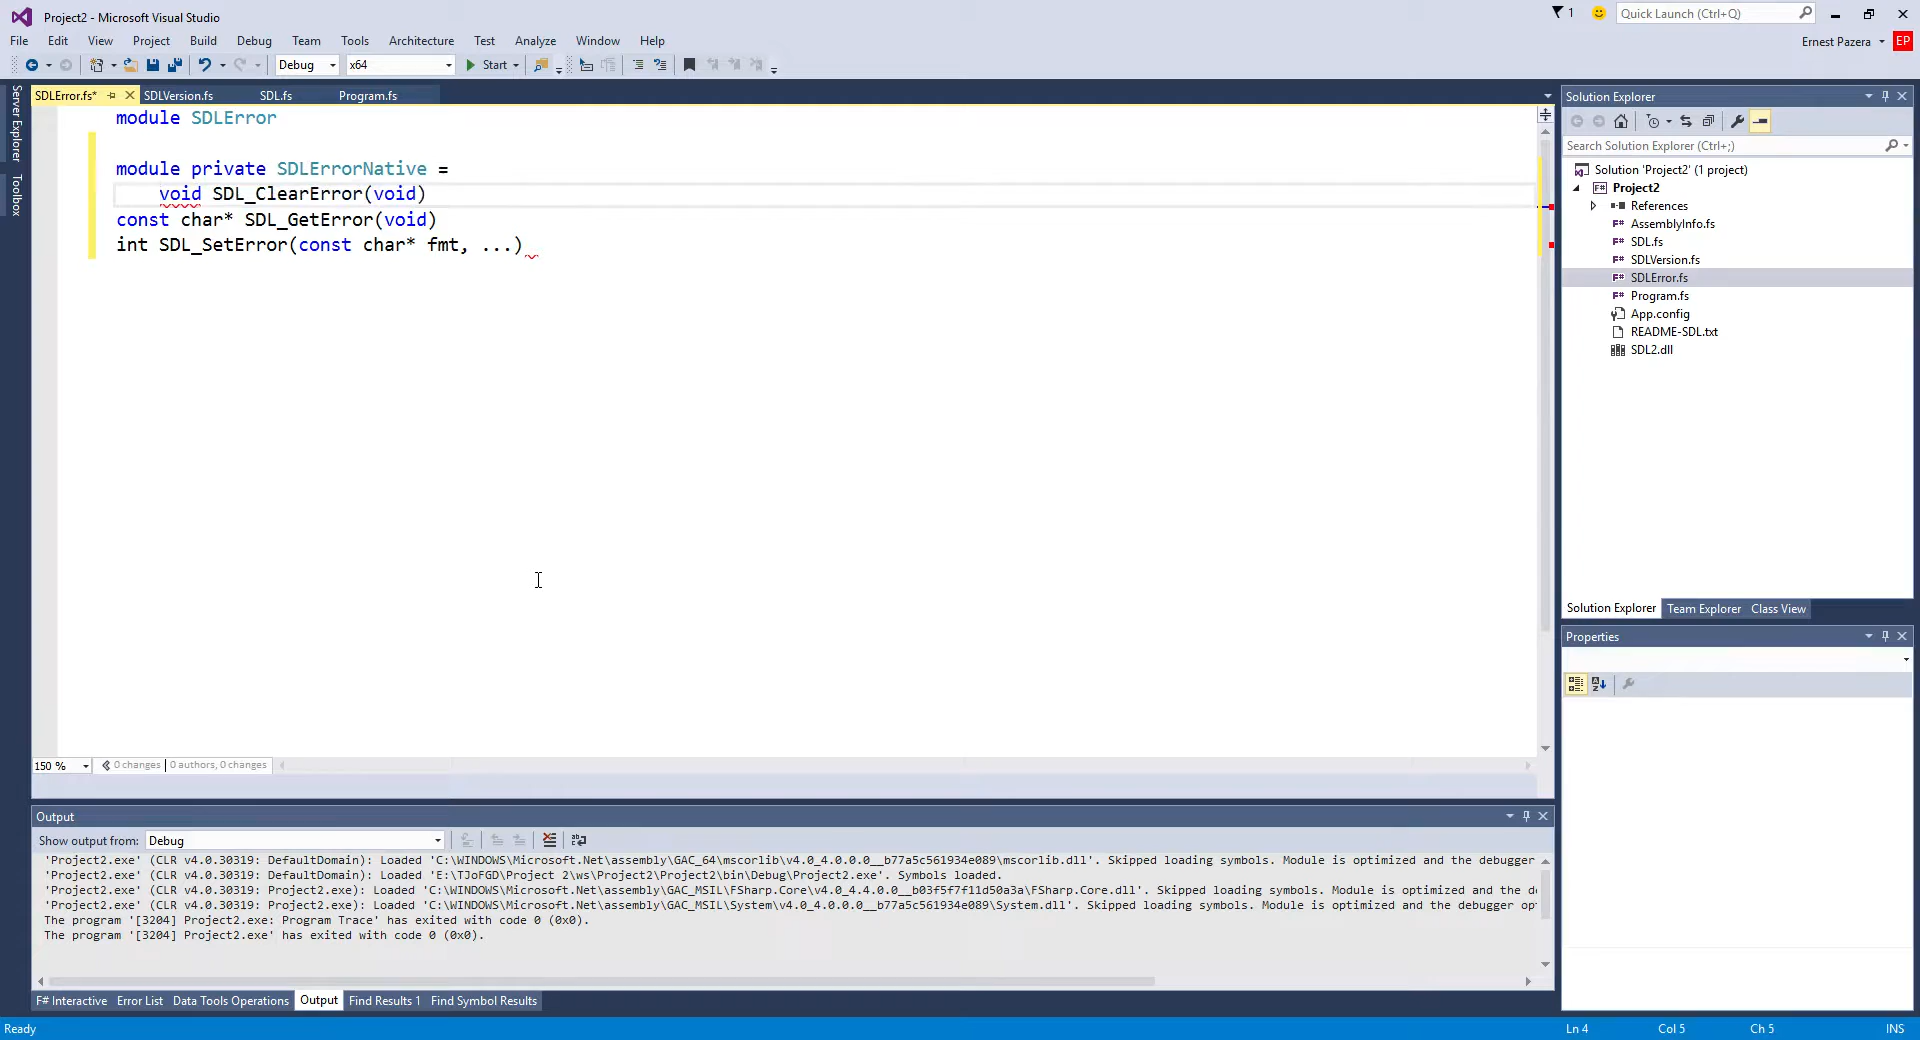 Project2 - Microsoft Visual Studio
1
Quick Launch (Ctrl+Q)
File Edit View Project Build Debug Team Tools Architecture Test Analyze Window Help
Ernest Pazera EP
Debug x64 Start
Server Explorer
Toolbox
SDLError.fs* SDLVersion.fs SDL.fs Program.fs
module SDLError
module private SDLErrorNative =
void SDL_ClearError(void)
const char* SDL_GetError(void)
int SDL_SetError(const char* fmt, ...)
150 % 0 changes 0 authors, 0 changes
Output
Show output from: Debug
'Project2.exe' (CLR v4.0.30319: DefaultDomain): Loaded 'C:\WINDOWS\Microsoft.Net\assembly\GAC_64\mscorlib\v4.0_4.0.0.0__b77a5c561934e089\mscorlib.dll'. Skipped loading symbols. Module is optimized and the debugger
'Project2.exe' (CLR v4.0.30319: DefaultDomain): Loaded 'E:\TJoFGD\Project 2\ws\Project2\Project2\bin\Debug\Project2.exe'. Symbols loaded.
'Project2.exe' (CLR v4.0.30319: Project2.exe): Loaded 'C:\WINDOWS\Microsoft.Net\assembly\GAC_MSIL\FSharp.Core\v4.0_4.4.0.0__b03f5f7f11d50a3a\FSharp.Core.dll'. Skipped loading symbols. Module is optimized and the
'Project2.exe' (CLR v4.0.30319: Project2.exe): Loaded 'C:\WINDOWS\Microsoft.Net\assembly\GAC_MSIL\System\v4.0_4.0.0.0__b77a5c561934e089\System.dll'. Skipped loading symbols. Module is optimized and the debugger
The program '[3204] Project2.exe: Program Trace' has exited with code 0 (0x0).
The program '[3204] Project2.exe' has exited with code 0 (0x0).
F# Interactive Error List Data Tools Operations Output Find Results 1 Find Symbol Results
Solution Explorer
Search Solution Explorer (Ctrl+;)
Solution 'Project2' (1 project)
F# Project2
References
F# AssemblyInfo.fs
F# SDL.fs
F# SDLVersion.fs
F# SDLError.fs
F# Program.fs
App.config
README-SDL.txt
SDL2.dll
Solution Explorer Team Explorer Class View
Properties
Ready Ln 4 Col 5 Ch 5 INS